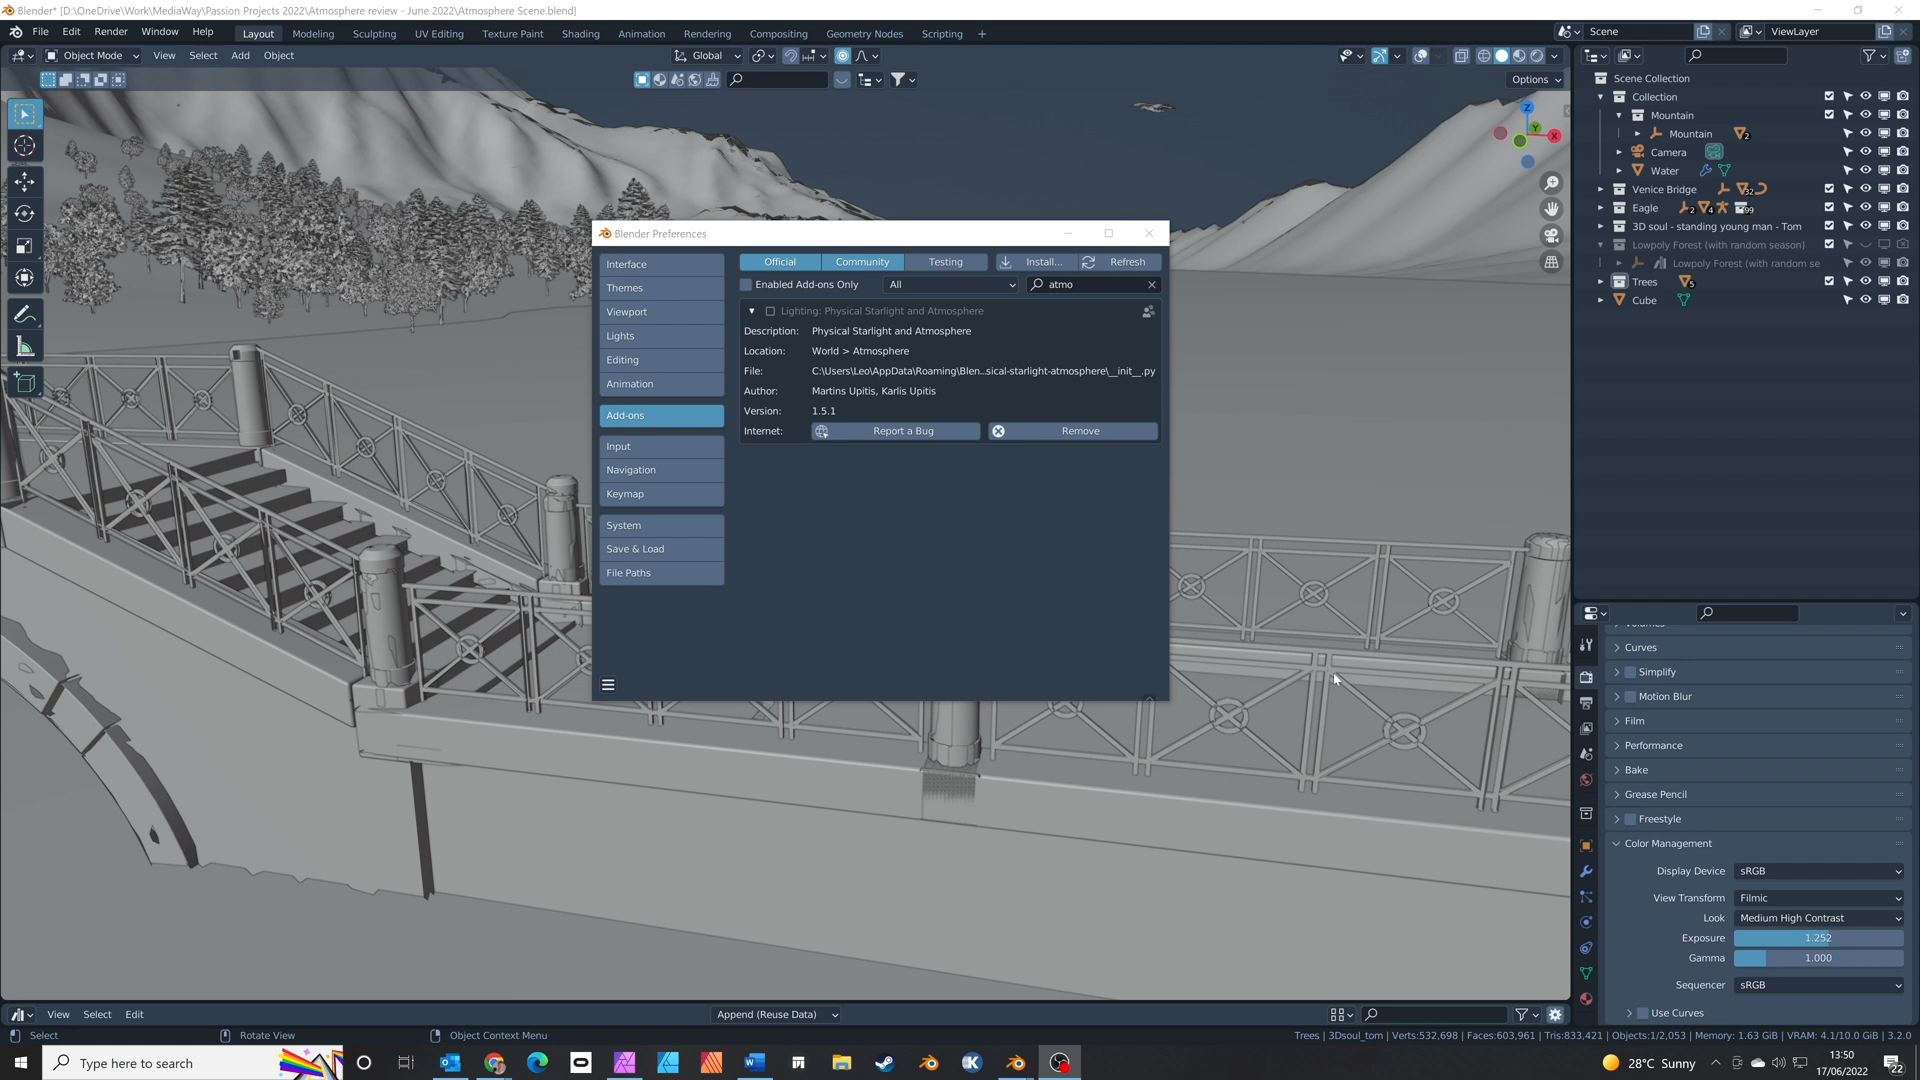 Blender* [D:\OneDrive\Work\MediaWay\Passion Projects 2022\Atmosphere review - June 2022\Atmosphere Scene.blend]
File Edit Render Window Help Layout Modeling Sculpting UV Editing Texture Paint Shading Animation Rendering Compositing Geometry Nodes Scripting + Scene ViewLayer
Object Mode View Select Add Object Global
Options
Z
Y
X
Scene Collection
Collection
Mountain
Mountain 2
Camera
Water
Venice Bridge 32
Eagle 2 4 99
3D soul - standing young man - Tom
Lowpoly Forest (with random season)
Lowpoly Forest (with random se
Trees 5
Cube
Blender Preferences
Interface
Themes
Viewport
Lights
Editing
Animation
Add-ons
Input
Navigation
Keymap
System
Save & Load
File Paths
Official Community Testing Install... Refresh
Enabled Add-ons Only All atmo
Lighting: Physical Starlight and Atmosphere
Description: Physical Starlight and Atmosphere
Location: World > Atmosphere
File: C:\Users\Leo\AppData\Roaming\Blen...sical-starlight-atmosphere\__init__.py
Author: Martins Upitis, Karlis Upitis
Version: 1.5.1
Internet: Report a Bug Remove
Curves
Simplify
Motion Blur
Film
Performance
Bake
Grease Pencil
Freestyle
Color Management
Display Device sRGB
View Transform Filmic
Look Medium High Contrast
Exposure 1.252
Gamma 1.000
Sequencer sRGB
Use Curves
View Select Edit Append (Reuse Data)
Select Rotate View Object Context Menu Trees | 3Dsoul_tom | Verts:532,698 | Faces:603,961 | Tris:833,421 | Objects:1/2,053 | Memory: 1.63 GiB | VRAM: 4.1/10.0 GiB | 3.2.0
Type here to search 28°C Sunny 13:50
17/06/2022
22